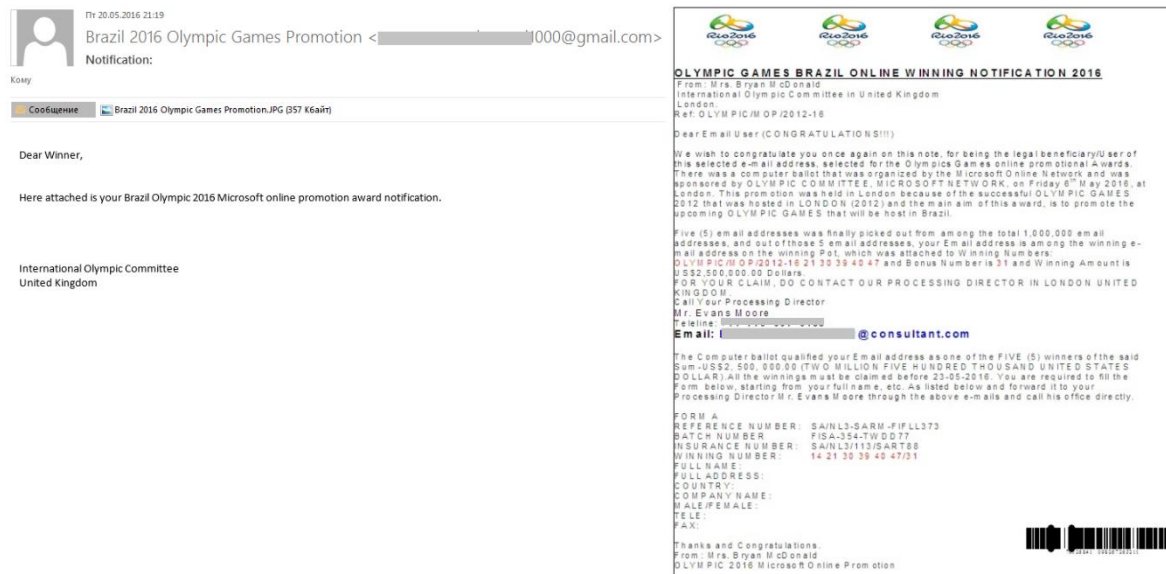 Пт 20.05.2016 21:19
Brazil 2016 Olympic Games Promotion < 1000@gmail.com>
Notification:
Кому
Сообщение Brazil 2016 Olympic Games Promotion.JPG (357 Кбайт)
Dear Winner,
Here attached is your Brazil Olympic 2016 Microsoft online promotion award notification.
International Olympic Committee
United Kingdom
Rio2016 Rio2016 Rio2016 Rio2016
OLYMPIC GAMES BRAZIL ONLINE WINNING NOTIFICATION 2016
From: Mrs. Bryan McDonald
International Olympic Committee in United Kingdom
London.
Ref: OLYMPIC/MOP/2012-16
Dear Email User (CONGRATULATIONS!!!)
We wish to congratulate you once again on this note, for being the legal beneficiary/User of
this selected e-mail address, selected for the Olympics Games online promotional Awards.
There was a computer ballot that was organized by the Microsoft Online Network and was
sponsored by OLYMPIC COMMITTEE, MICROSOFT NETWORK, on Friday 6th May 2016, at
London. This promotion was held in London because of the successful OLYMPIC GAMES
2012 that was hosted in LONDON (2012) and the main aim of this award, is to promote the
upcoming OLYMPIC GAMES that will be host in Brazil.
Five (5) email addresses was finally picked out from among the total 1,000,000 email
addresses, and out of those 5 email addresses, your Email address is among the winning e-
mail address on the winning Pot, which was attached to Winning Numbers:
OLYMPIC/MOP/2012-16 21 30 39 40 47 and Bonus Number is 31 and Winning Amount is
US$2,500,000.00 Dollars.
FOR YOUR CLAIM, DO CONTACT OUR PROCESSING DIRECTOR IN LONDON UNITED
KINGDOM.
Call Your Processing Director
Mr. Evans Moore
Teleline:
Email: @consultant.com
The Computer ballot qualified your Email address as one of the FIVE (5) winners of the said
Sum-US$2, 500, 000.00 (TWO MILLION FIVE HUNDRED THOUSAND UNITED STATES
DOLLAR).All the winnings must be claimed before 23-05-2016. You are required to fill the
Form below, starting from your full name, etc. As listed below and forward it to your
Processing Director Mr. Evans Moore through the above e-mails and call his office directly.
FORM A
REFERENCE NUMBER: SA/NL3-SARM-FIFLL373
BATCH NUMBER FISA-354-TWDD77
INSURANCE NUMBER: SA/NL3/113/SART88
WINNING NUMBER: 14 21 30 39 40 47/31
FULL NAME:
FULL ADDRESS:
COUNTRY:
COMPANY NAME:
MALE/FEMALE:
TELE:
FAX:
Thanks and Congratulations.
From: Mrs. Bryan McDonald
OLYMPIC 2016 Microsoft Online Promotion